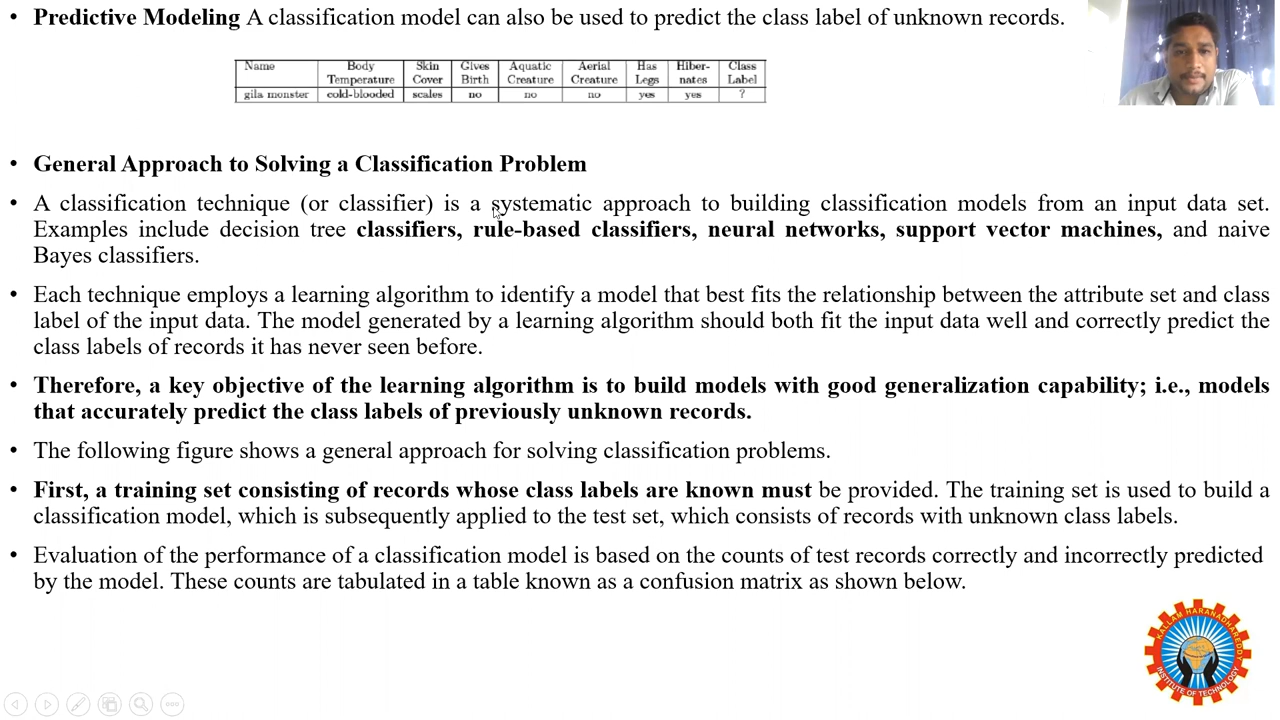 • Predictive Modeling A classification model can also be used to predict the class label of unknown records.
Name Body Temperature Skin Cover Gives Birth Aquatic Creature Aerial Creature Has Legs Hiber-nates Class Label
gila monster cold-blooded scales no no no yes yes ?
• General Approach to Solving a Classification Problem
• A classification technique (or classifier) is a systematic approach to building classification models from an input data set.
Examples include decision tree classifiers, rule-based classifiers, neural networks, support vector machines, and naive
Bayes classifiers.
• Each technique employs a learning algorithm to identify a model that best fits the relationship between the attribute set and class
label of the input data. The model generated by a learning algorithm should both fit the input data well and correctly predict the
class labels of records it has never seen before.
• Therefore, a key objective of the learning algorithm is to build models with good generalization capability; i.e., models
that accurately predict the class labels of previously unknown records.
• The following figure shows a general approach for solving classification problems.
• First, a training set consisting of records whose class labels are known must be provided. The training set is used to build a
classification model, which is subsequently applied to the test set, which consists of records with unknown class labels.
• Evaluation of the performance of a classification model is based on the counts of test records correctly and incorrectly predicted
by the model. These counts are tabulated in a table known as a confusion matrix as shown below.
KALLAM HARANADHAREDDY
INSTITUTE OF TECHNOLOGY